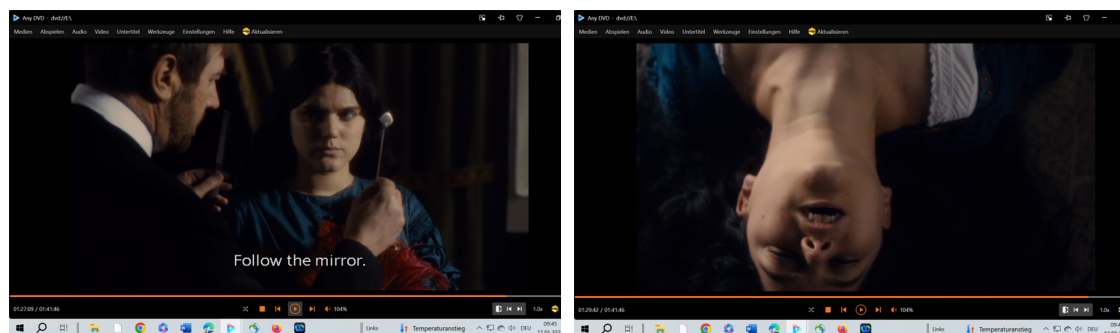 Any DVD - dvd://E:\
Medien Abspielen Audio Video Untertitel Werkzeuge Einstellungen Hilfe Aktualisieren
Follow the mirror.
01:27:09 / 01:41:46
104%
1.0x
Links Temperaturanstieg DEU 09:45
Any DVD - dvd://E:\
Medien Abspielen Audio Video Untertitel Werkzeuge Einstellungen Hilfe Aktualisieren
01:29:42 / 01:41:46
104%
Links Temperaturanstieg DEU